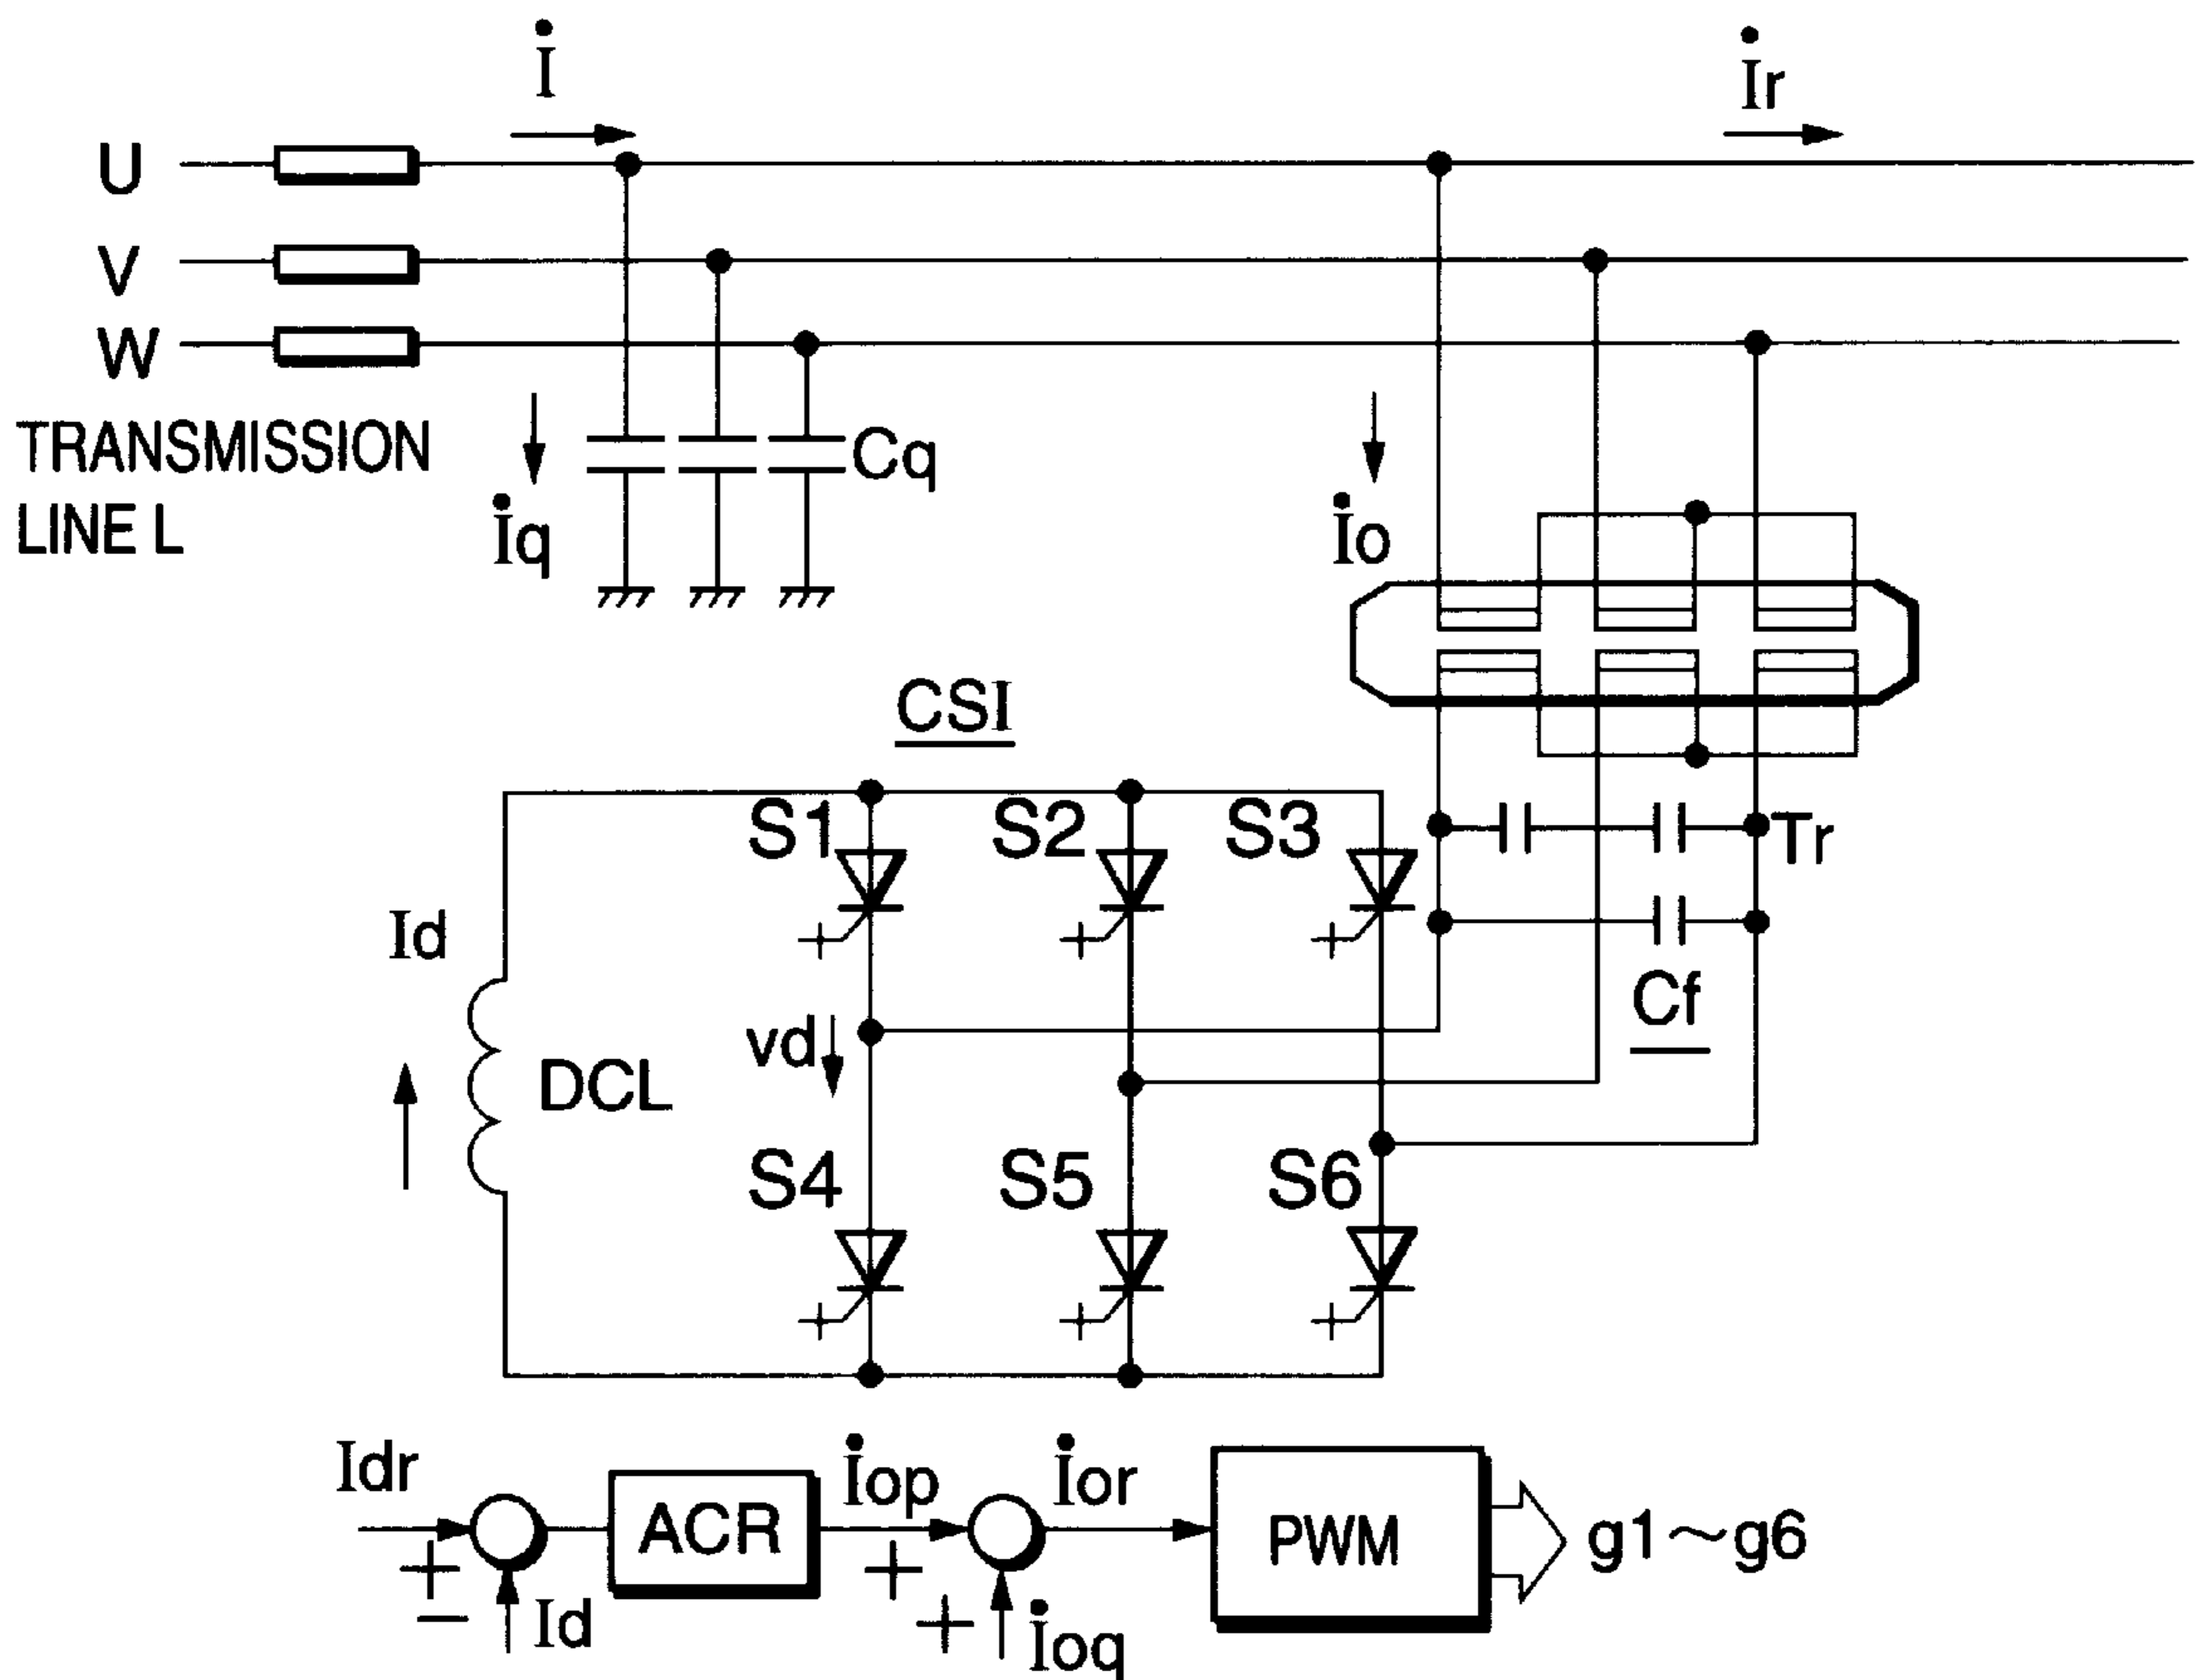 İ
İr
U
V
W
TRANSMISSION
LINE L
Cq
İq
İo
CSI
S1
S2
S3
Tr
Id
Cf
vd
DCL
S4
S5
S6
Idr
+
−
Id
ACR
İop
+
+
İoq
İor
PWM
g1～g6